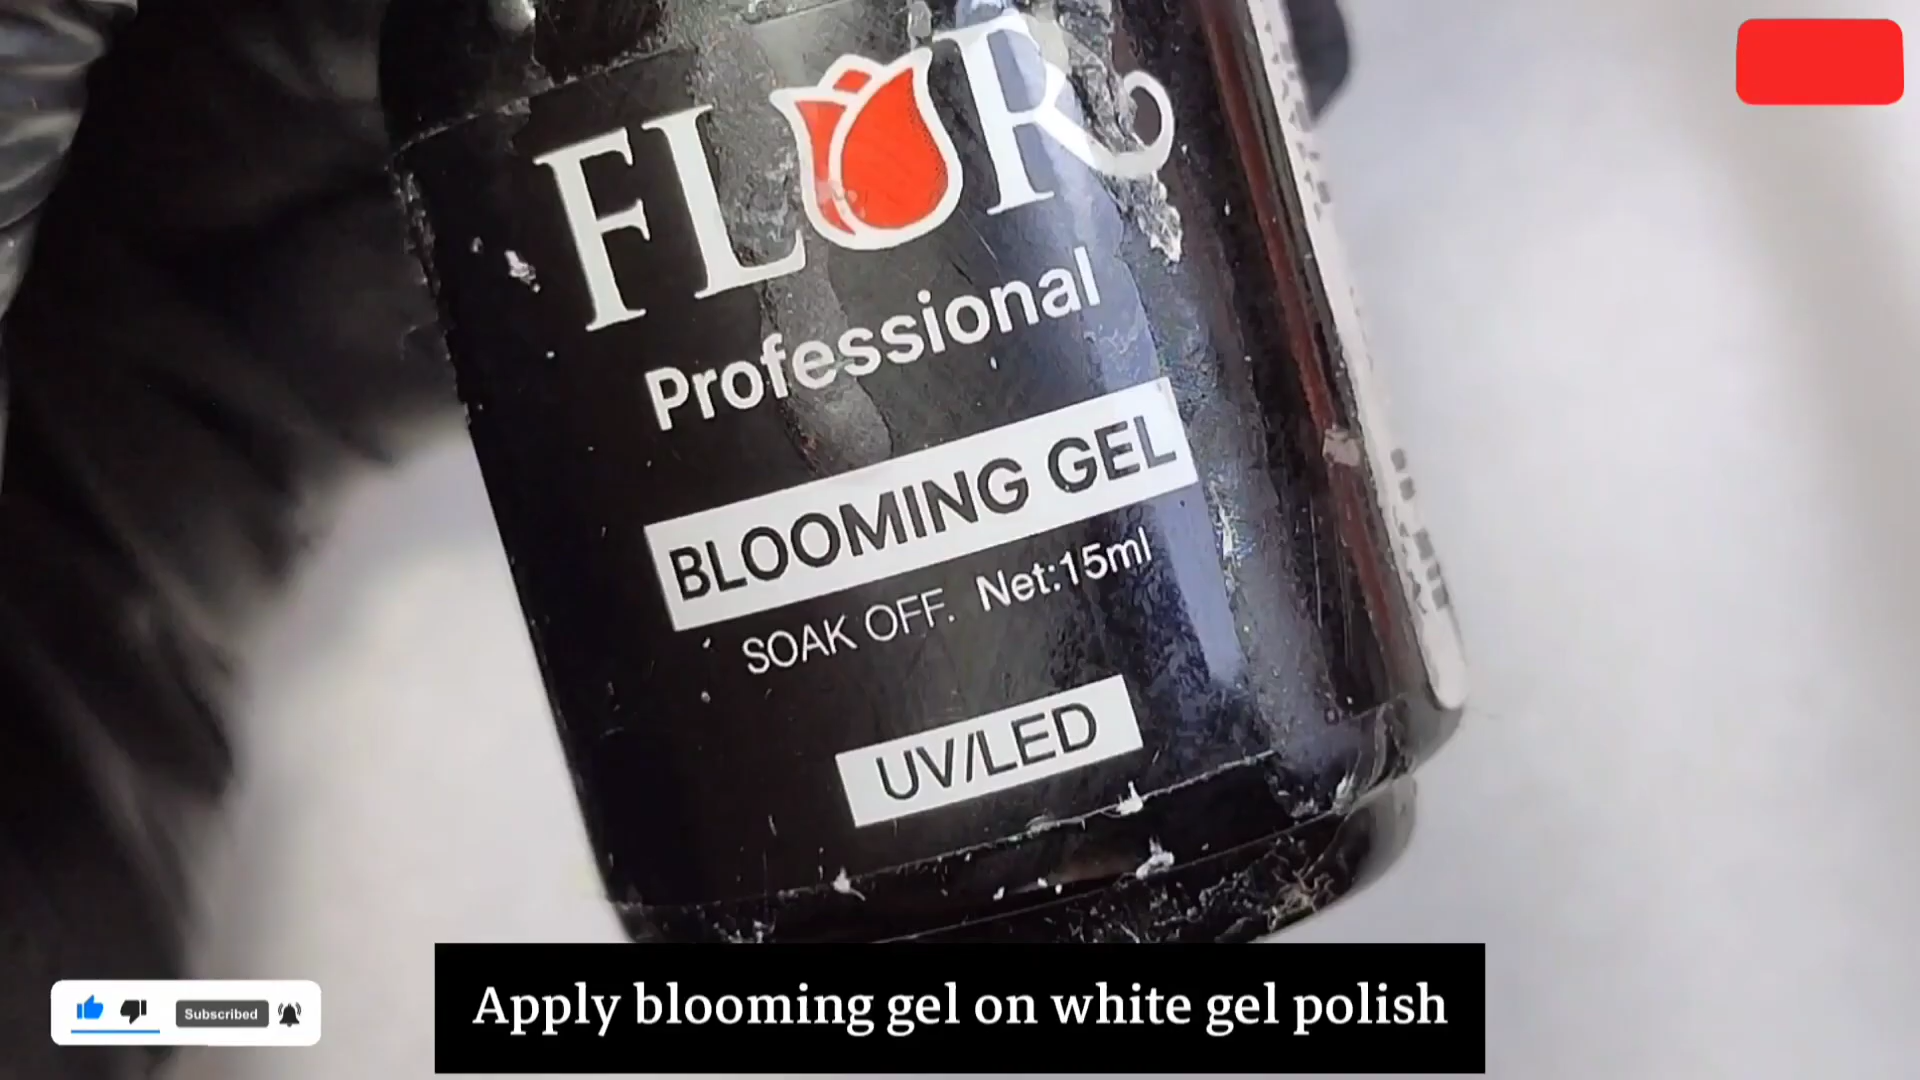 FLOR
Professional
BLOOMING GEL
SOAK OFF. Net:15ml
UV/LED
Apply blooming gel on white gel polish
Subscribed